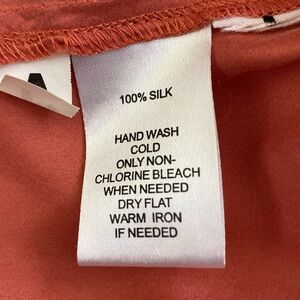 A
100% SILK
HAND WASH
COLD
ONLY NON-
CHLORINE BLEACH
WHEN NEEDED
DRY FLAT
WARM IRON
IF NEEDED